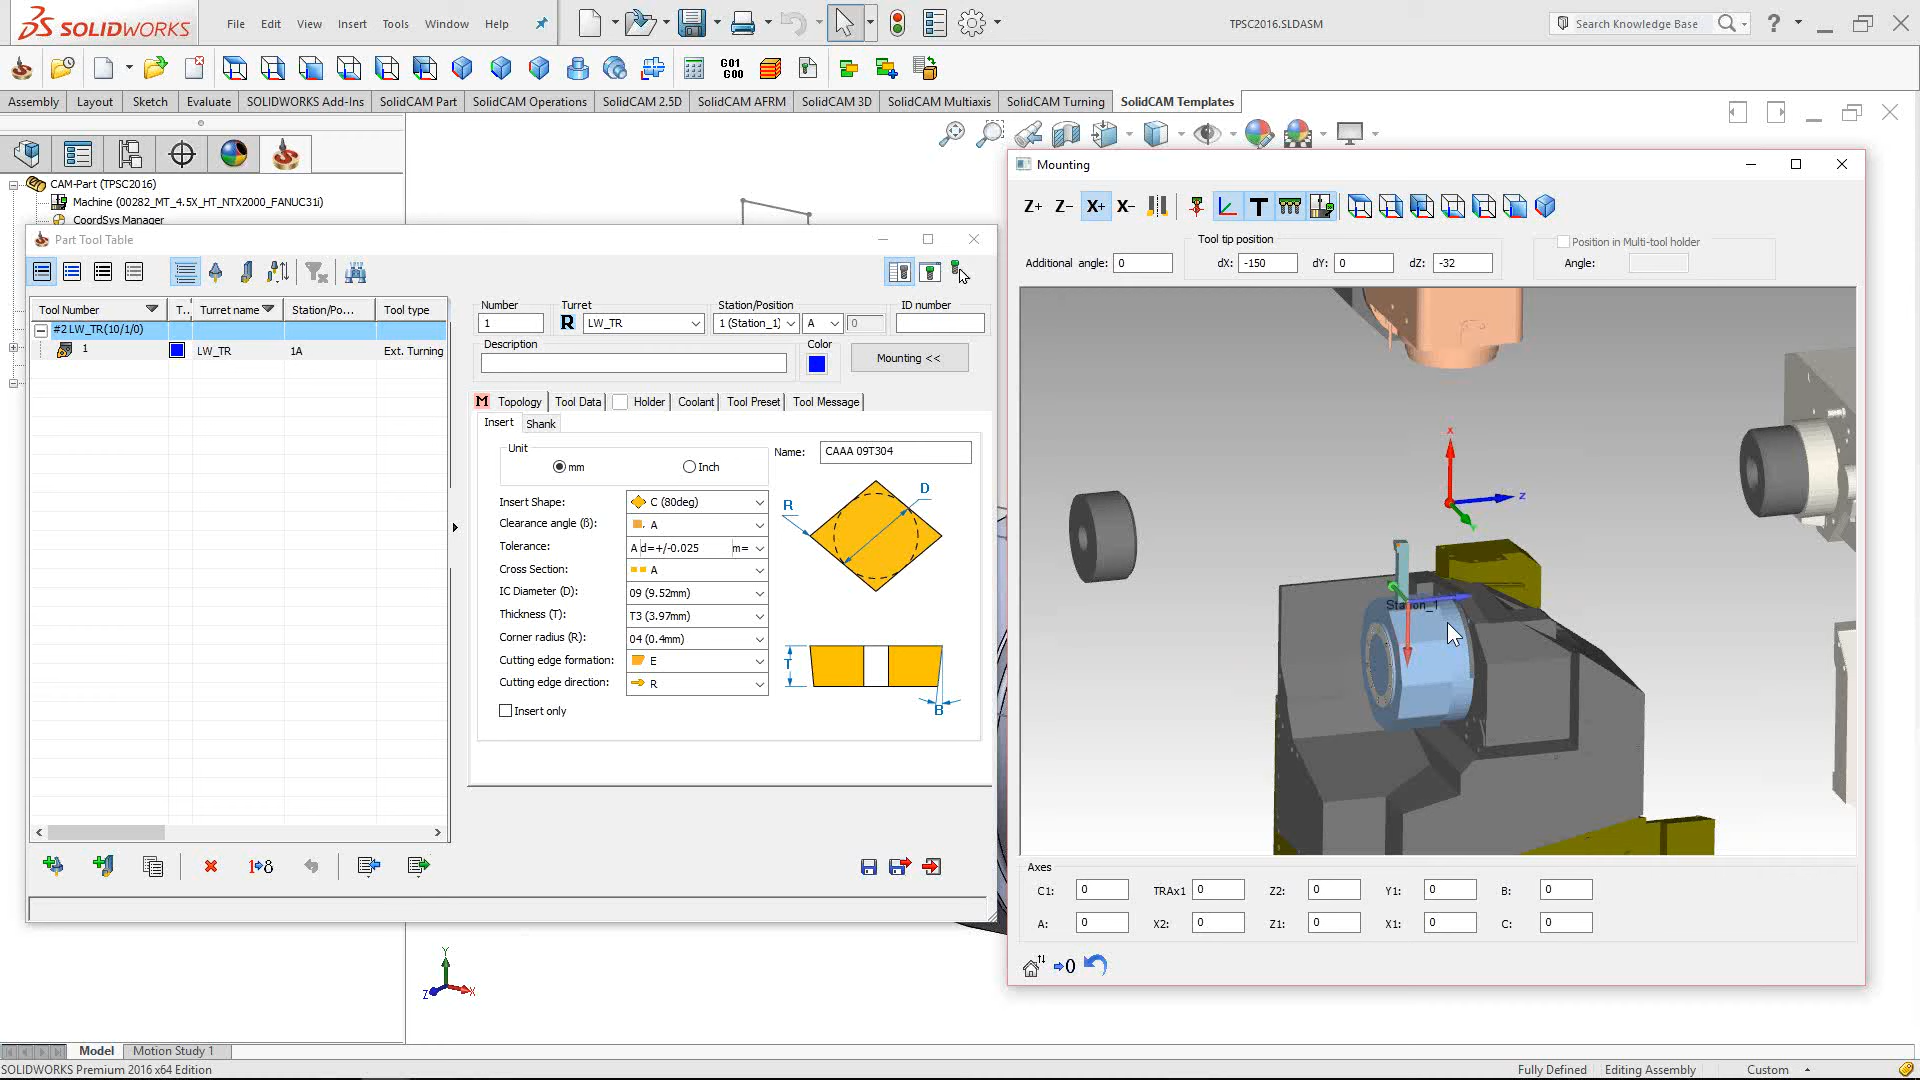 SOLIDWORKS
File Edit View Insert Tools Window Help
TPSC2016.SLDASM
Search Knowledge Base
?
G01
G00
Assembly Layout Sketch Evaluate SOLIDWORKS Add-Ins SolidCAM Part SolidCAM Operations SolidCAM 2.5D SolidCAM AFRM SolidCAM 3D SolidCAM Multiaxis SolidCAM Turning SolidCAM Templates
CAM-Part (TPSC2016)
Machine (00282_MT_4.5X_HT_NTX2000_FANUC31i)
CoordSys Manager
Part Tool Table
Tool Number T.. Turret name Station/Po... Tool type
#2 LW_TR(10/1/0)
1 LW_TR 1A Ext. Turning
Number Turret Station/Position ID number
1 R LW_TR 1 (Station_1) A 0
Description Color
Mounting <<
M Topology Tool Data Holder Coolant Tool Preset Tool Message
Insert Shank
Unit
mm Inch
Name: CAAA 09T304
Insert Shape: C (80deg)
Clearance angle (ß): A
Tolerance: A d=+/-0.025 m=
Cross Section: A
IC Diameter (D): 09 (9.52mm)
Thickness (T): T3 (3.97mm)
Corner radius (R): 04 (0.4mm)
Cutting edge formation: E
Cutting edge direction: R
Insert only
R D
T
B
1 8
Mounting
Z+ Z- X+ X-
Additional angle: 0
Tool tip position
dX: -150 dY: 0 dZ: -32
Position in Multi-tool holder
Angle:
X
Z
Y
Station_1
Axes
C1: 0 TRAx1 0 Z2: 0 Y1: 0 B: 0
A: 0 X2: 0 Z1: 0 X1: 0 C: 0
0
Y
Z X
Model Motion Study 1
SOLIDWORKS Premium 2016 x64 Edition
Fully Defined Editing Assembly Custom